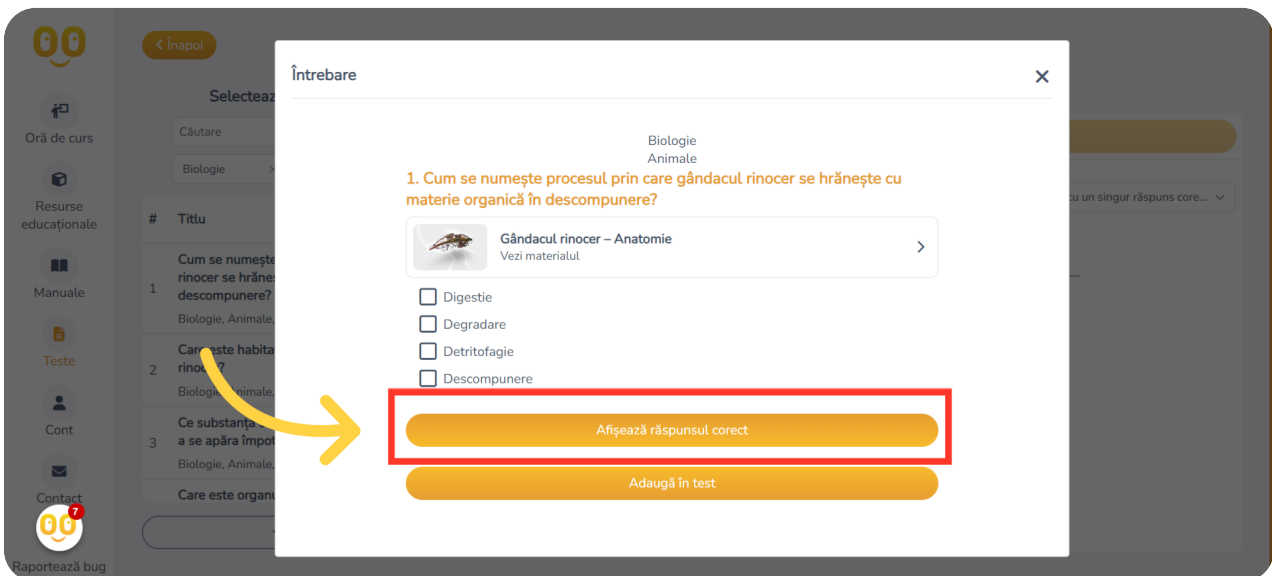 Înapoi
Oră de curs
Resurse
educaționale
Manuale
Teste
Cont
Contact
7
Raportează bug
Selectează
Căutare
Biologie
# Titlu
Cum se numește
rinocer se hrăneș
1 descompunere?
Biologie, Animale,
Care este habita
2 rinocer?
Biologie, Animale,
Ce substanță
3 a se apăra împot
Biologie, Animale,
Care este organu
Întrebare
Biologie
Animale
1. Cum se numește procesul prin care gândacul rinocer se hrănește cu
materie organică în descompunere?
Gândacul rinocer – Anatomie
Vezi materialul
Digestie
Degradare
Detritofagie
Descompunere
Afișează răspunsul corect
Adaugă în test
cu un singur răspuns core...